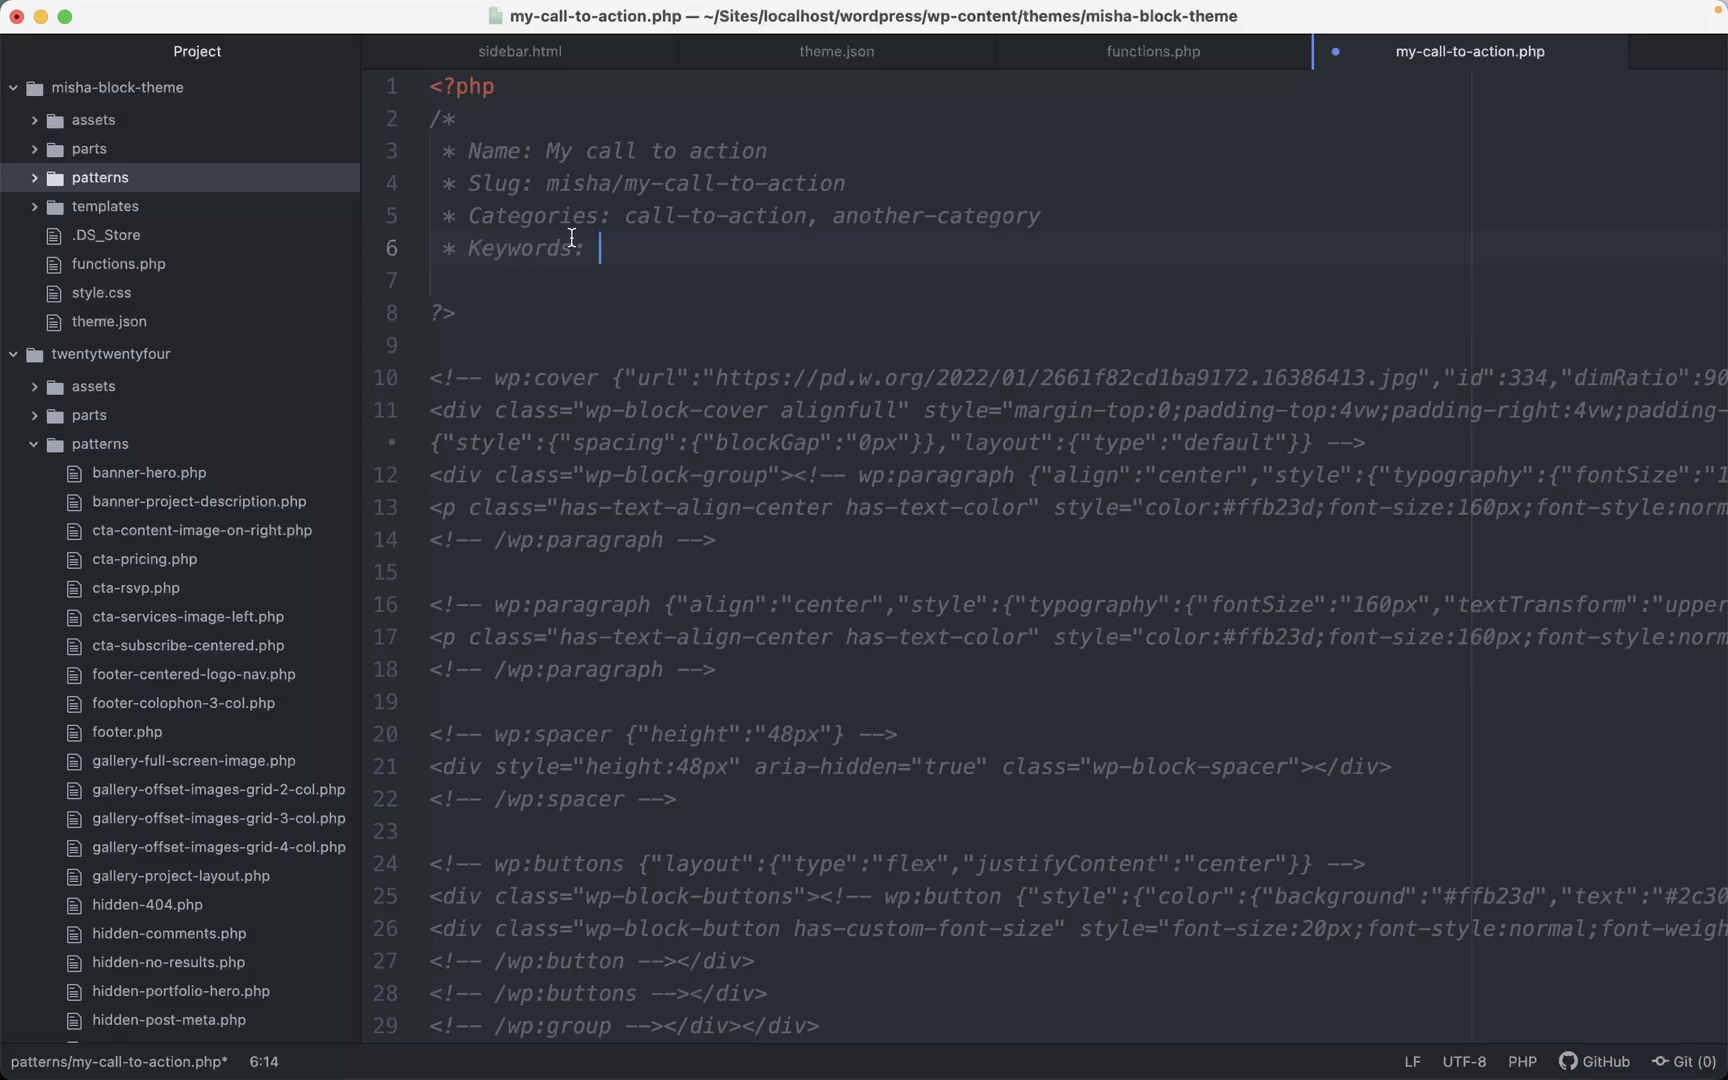 my-call-to-action.php — ~/Sites/localhost/wordpress/wp-content/themes/misha-block-theme
Project
sidebar.html
theme.json
functions.php
my-call-to-action.php
misha-block-theme
assets
parts
patterns
templates
.DS_Store
functions.php
style.css
theme.json
twentytwentyfour
assets
parts
patterns
banner-hero.php
banner-project-description.php
cta-content-image-on-right.php
cta-pricing.php
cta-rsvp.php
cta-services-image-left.php
cta-subscribe-centered.php
footer-centered-logo-nav.php
footer-colophon-3-col.php
footer.php
gallery-full-screen-image.php
gallery-offset-images-grid-2-col.php
gallery-offset-images-grid-3-col.php
gallery-offset-images-grid-4-col.php
gallery-project-layout.php
hidden-404.php
hidden-comments.php
hidden-no-results.php
hidden-portfolio-hero.php
hidden-post-meta.php
1 <?php
2 /*
3 * Name: My call to action
4 * Slug: misha/my-call-to-action
5 * Categories: call-to-action, another-category
6 * Keywords:
7
8 ?>
9
10 <!-- wp:cover {"url":"https://pd.w.org/2022/01/2661f82cd1ba9172.16386413.jpg","id":334,"dimRatio":90
11 <div class="wp-block-cover alignfull" style="margin-top:0;padding-top:4vw;padding-right:4vw;padding-
• {"style":{"spacing":{"blockGap":"0px"}},"layout":{"type":"default"}} -->
12 <div class="wp-block-group"><!-- wp:paragraph {"align":"center","style":{"typography":{"fontSize":"1
13 <p class="has-text-align-center has-text-color" style="color:#ffb23d;font-size:160px;font-style:norm
14 <!-- /wp:paragraph -->
15
16 <!-- wp:paragraph {"align":"center","style":{"typography":{"fontSize":"160px","textTransform":"upper
17 <p class="has-text-align-center has-text-color" style="color:#ffb23d;font-size:160px;font-style:norm
18 <!-- /wp:paragraph -->
19
20 <!-- wp:spacer {"height":"48px"} -->
21 <div style="height:48px" aria-hidden="true" class="wp-block-spacer"></div>
22 <!-- /wp:spacer -->
23
24 <!-- wp:buttons {"layout":{"type":"flex","justifyContent":"center"}} -->
25 <div class="wp-block-buttons"><!-- wp:button {"style":{"color":{"background":"#ffb23d","text":"#2c30
26 <div class="wp-block-button has-custom-font-size" style="font-size:20px;font-style:normal;font-weigh
27 <!-- /wp:button --></div>
28 <!-- /wp:buttons --></div>
29 <!-- /wp:group --></div></div>
patterns/my-call-to-action.php* 6:14
LF UTF-8 PHP GitHub Git (0)